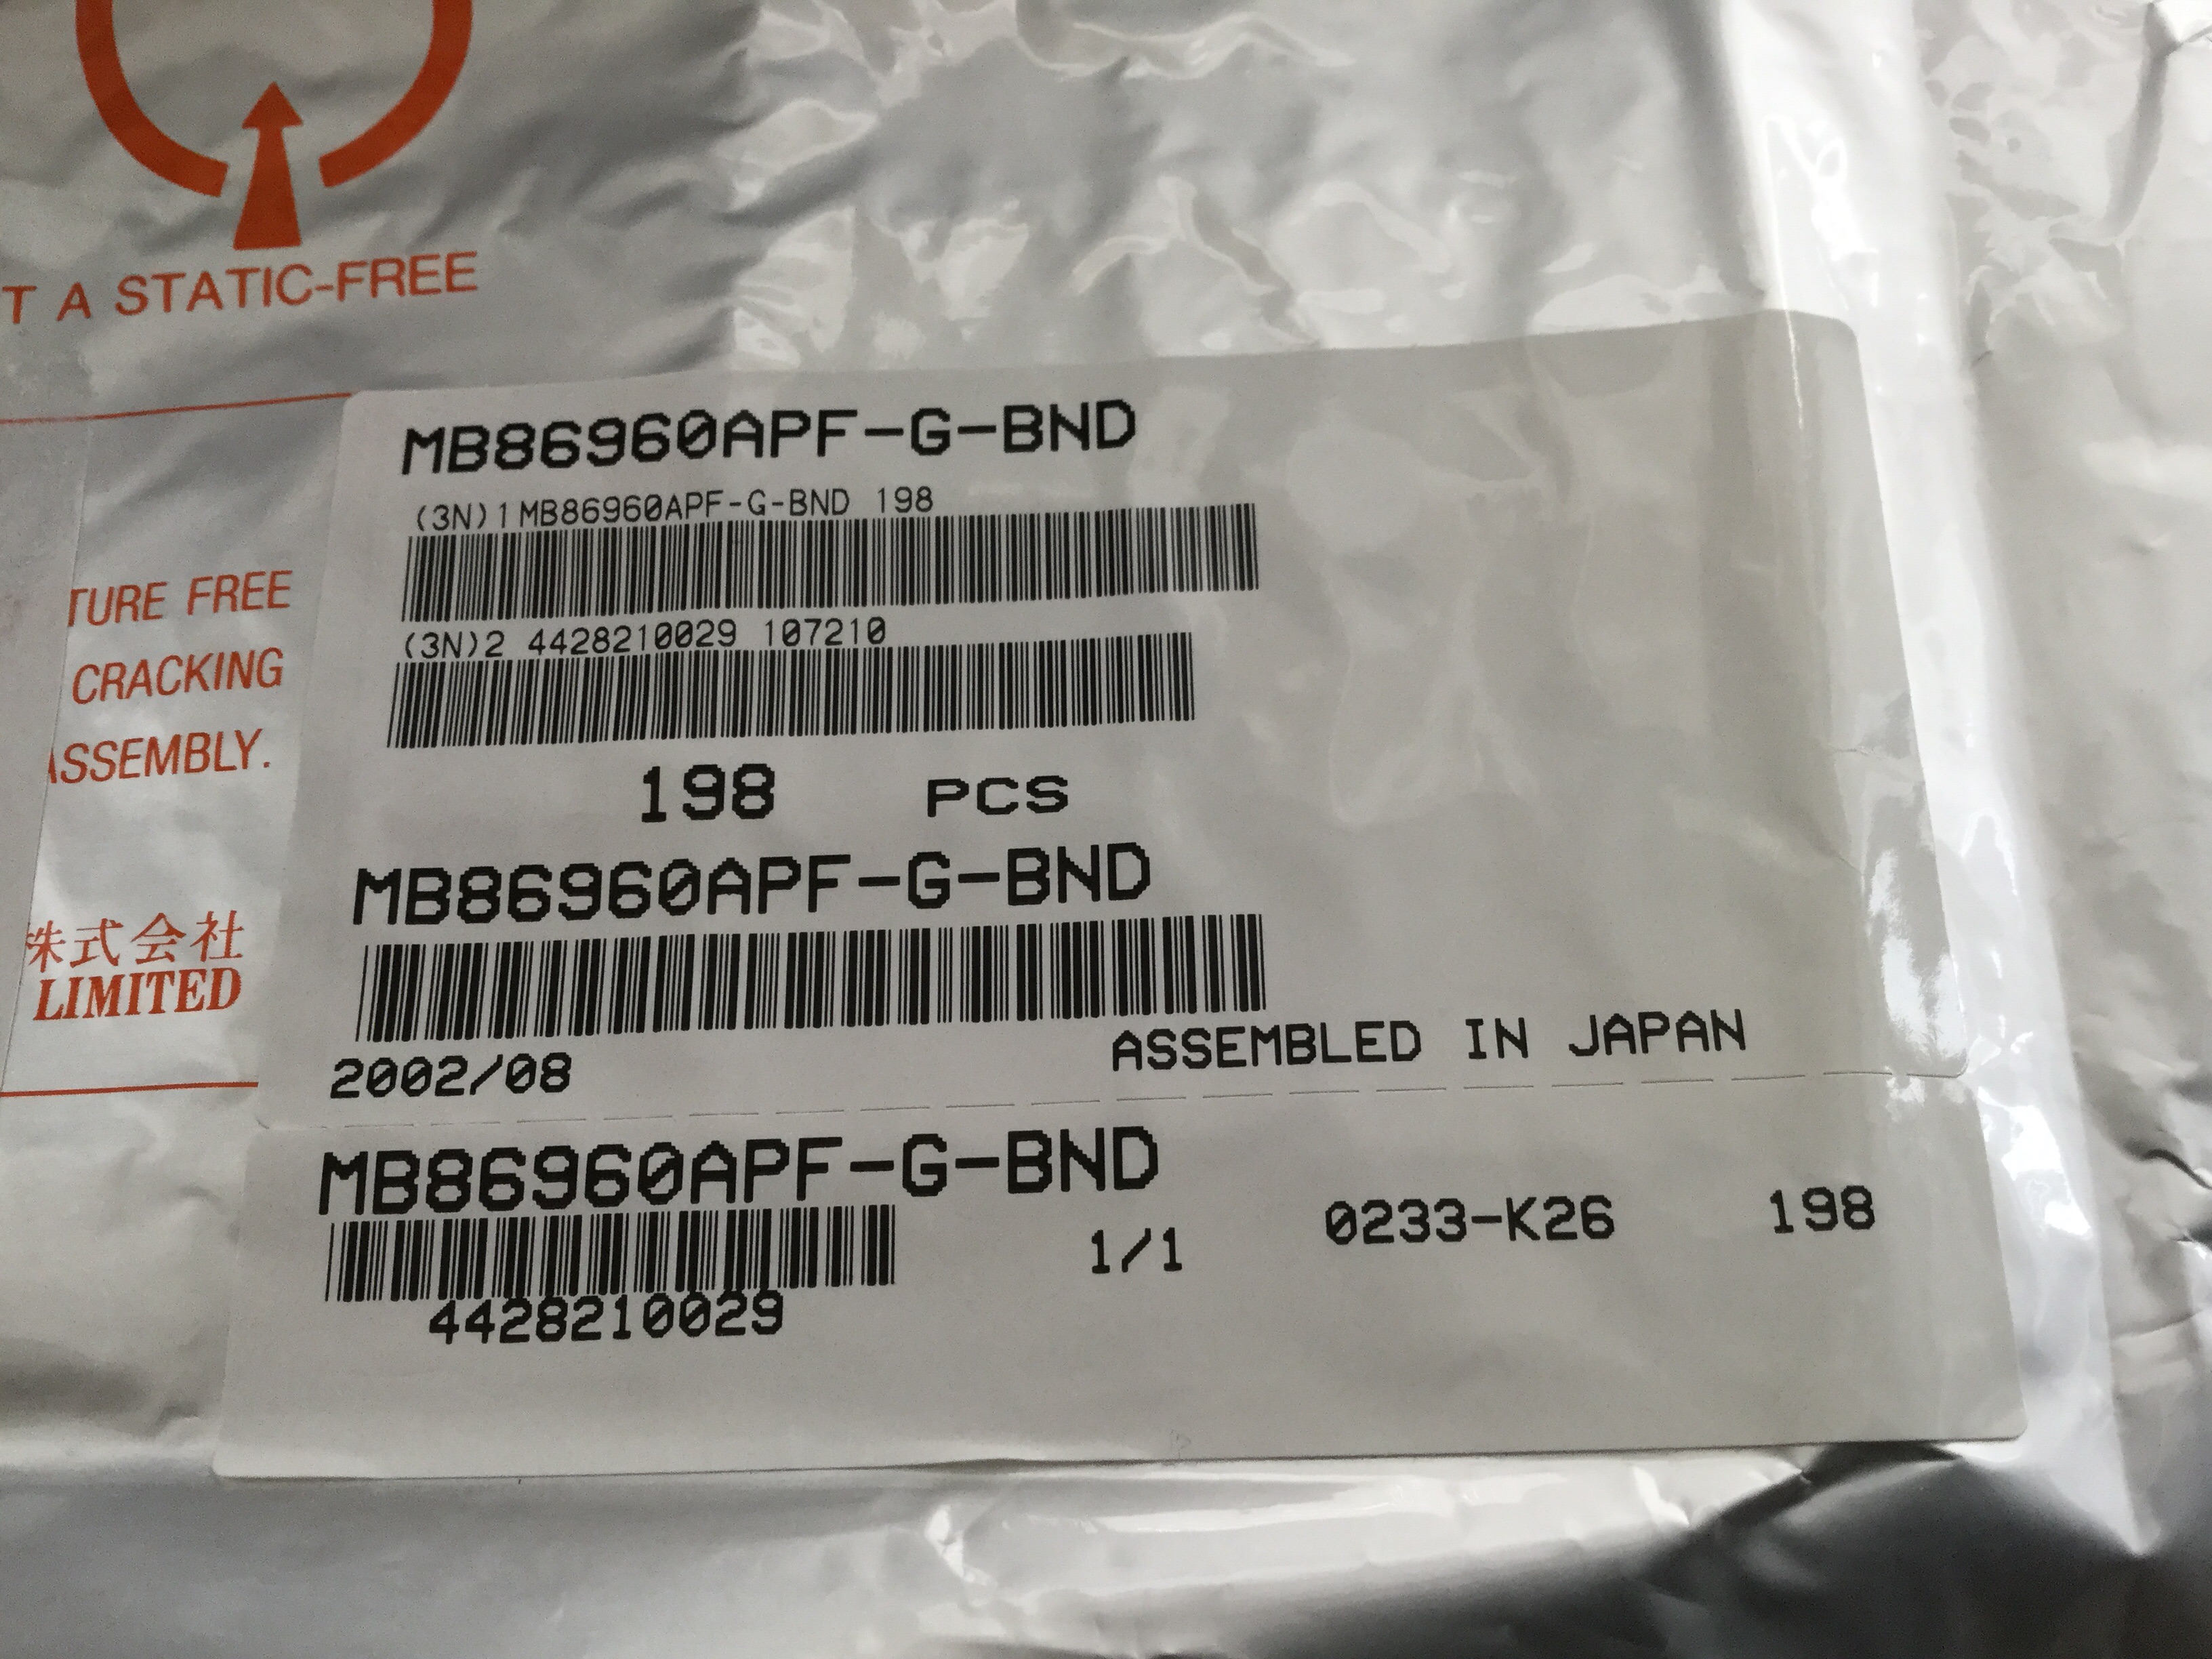 T A STATIC-FREE
TURE FREE
CRACKING
ASSEMBLY.
株式会社
LIMITED
MB86960APF-G-BND
(3N)1MB86960APF-G-BND 198
(3N)2 4428210029 107210
198 PCS
MB86960APF-G-BND
2002/08 ASSEMBLED IN JAPAN
MB86960APF-G-BND
1/1 0233-K26 198
4428210029